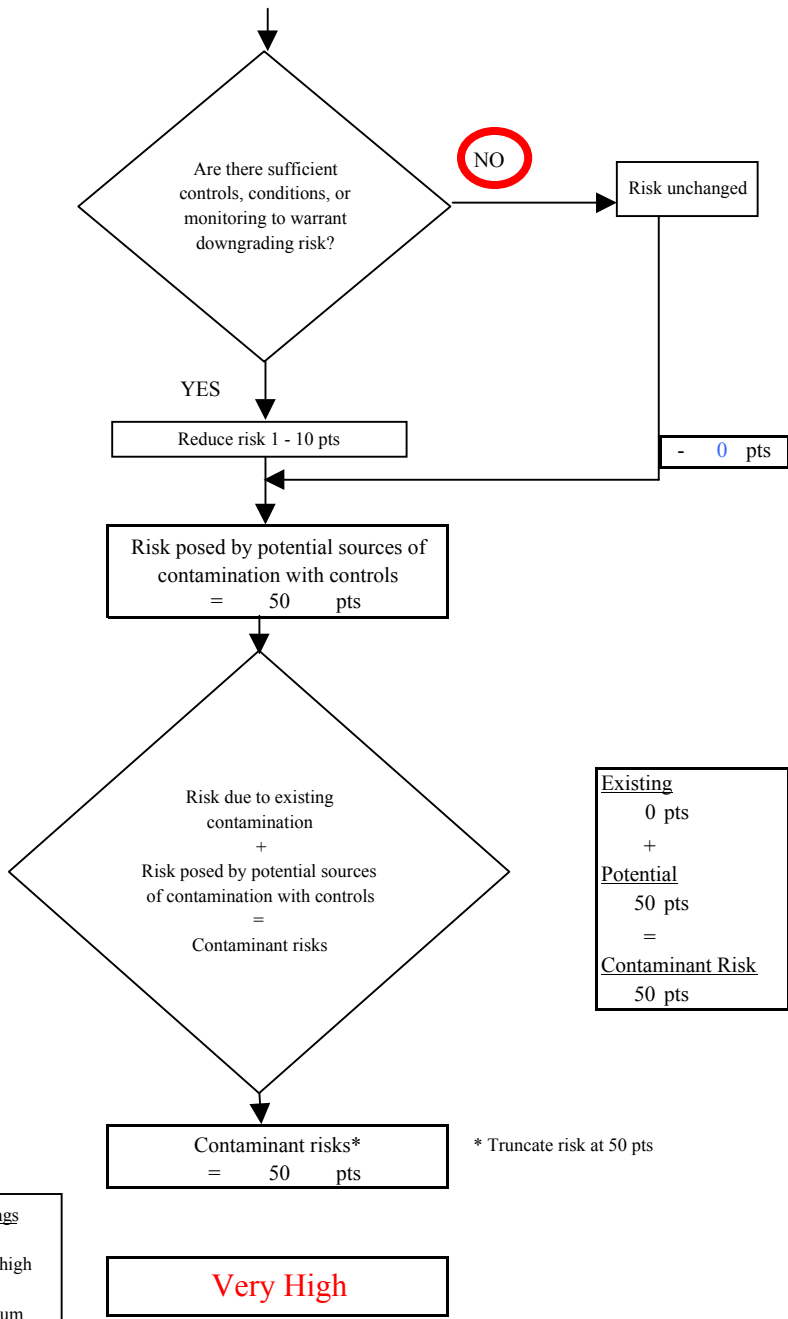 Are there sufficient
controls, conditions, or
monitoring to warrant
downgrading risk?
NO
Risk unchanged
YES
Reduce risk 1 - 10 pts
- 0 pts
Risk posed by potential sources of
contamination with controls
= 50 pts
Risk due to existing
contamination
+
Risk posed by potential sources
of contamination with controls
=
Contaminant risks
Existing
0 pts
+
Potential
50 pts
=
Contaminant Risk
50 pts
Contaminant risks*
= 50 pts
* Truncate risk at 50 pts
high
Very High